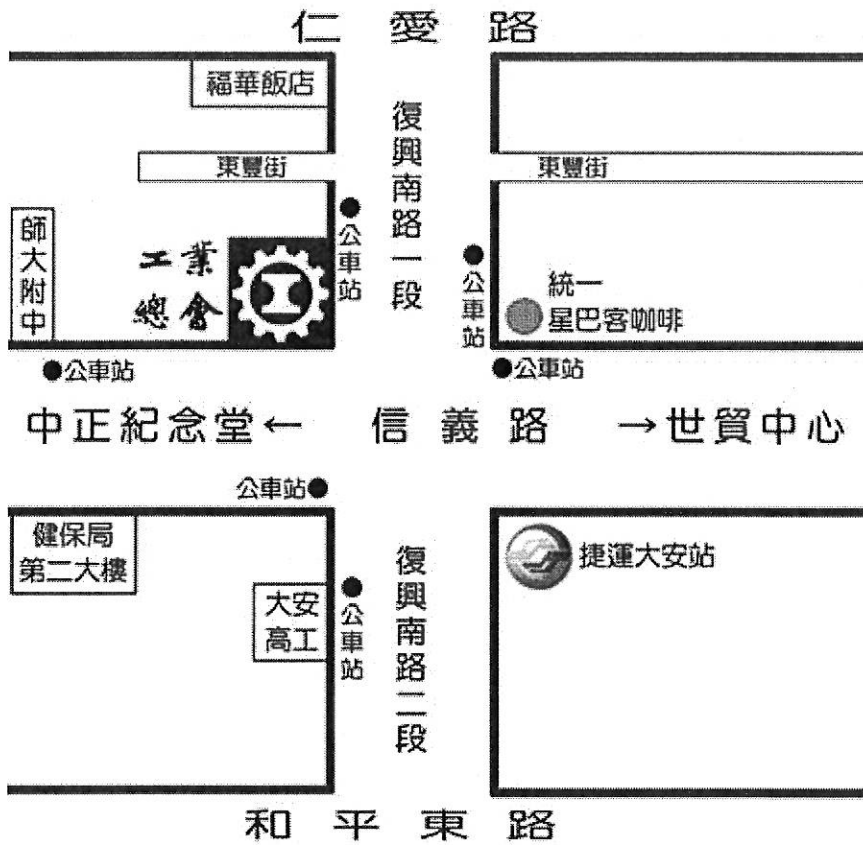 仁愛路
福華飯店
復興南路一段
東豐街
東豐街
師大附中
工業
總會
公車站
公車站
統一
星巴客咖啡
公車站
公車站
中正紀念堂← 信義路 →世貿中心
公車站
健保局
第二大樓
復興南路二段
捷運大安站
大安
高工
公車站
和平東路